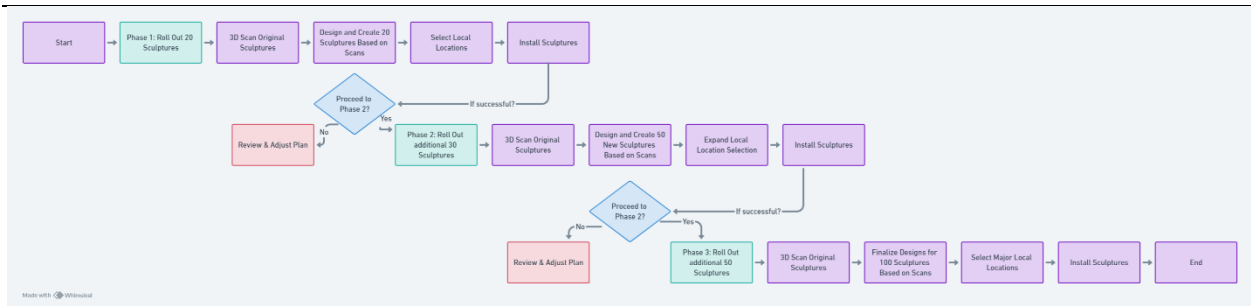 Start
Phase 1: Roll Out 20
Sculptures
3D Scan Original
Sculptures
Design and Create 20
Sculptures Based on
Scans
Select Local
Locations
Install Sculptures
Proceed to
Phase 2?
If successful?
No
Yes
Review & Adjust Plan
Phase 2: Roll Out
additional 30
Sculptures
3D Scan Original
Sculptures
Design and Create 50
New Sculptures
Based on Scans
Expand Local
Location Selection
Install Sculptures
Proceed to
Phase 2?
If successful?
No
Yes
Review & Adjust Plan
Phase 3: Roll Out
additional 50
Sculptures
3D Scan Original
Sculptures
Finalize Designs for
100 Sculptures
Based on Scans
Select Major Local
Locations
Install Sculptures
End
Made with Whimsical